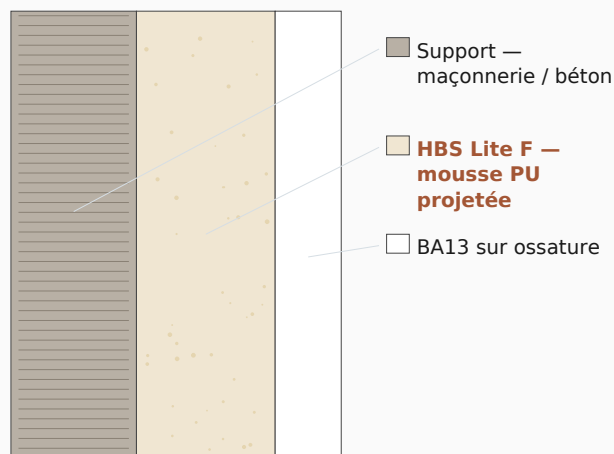 Support —
maçonnerie / béton
HBS Lite F —
mousse PU
projetée
BA13 sur ossature